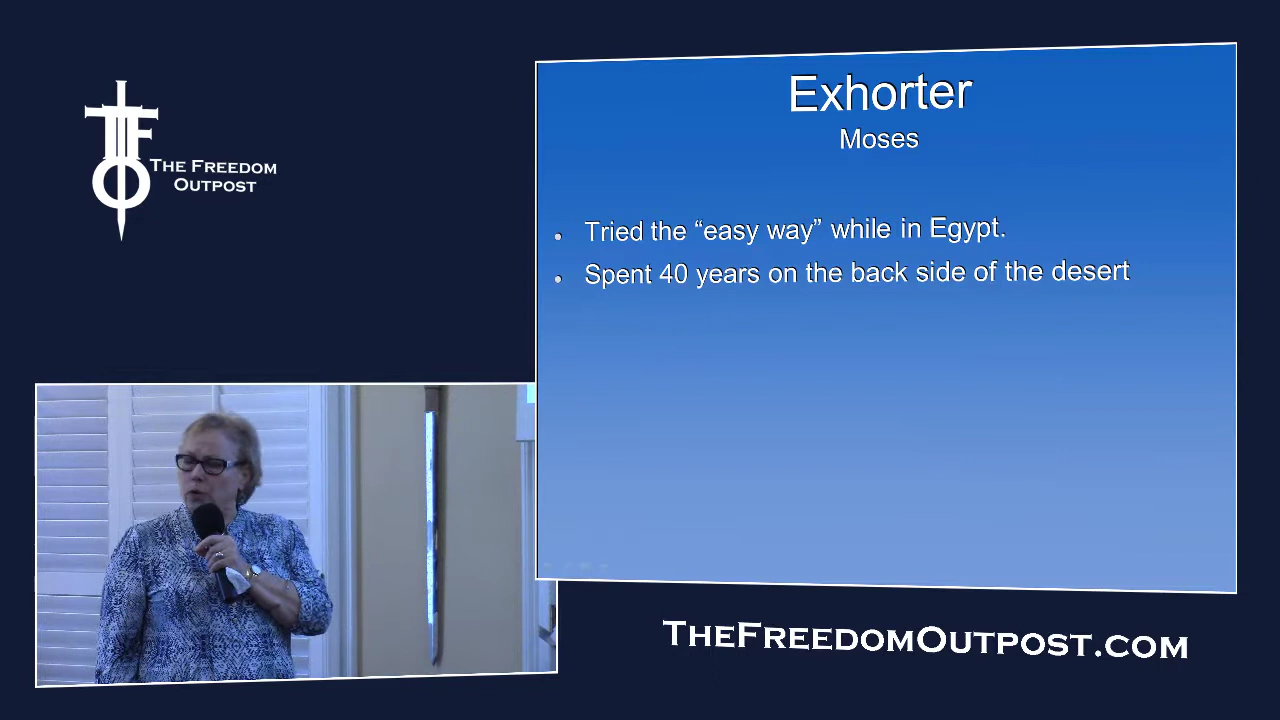 TF
O
THE FREEDOM
OUTPOST
Exhorter
Moses
• Tried the “easy way” while in Egypt.
• Spent 40 years on the back side of the desert
THEFREEDOMOUTPOST.COM